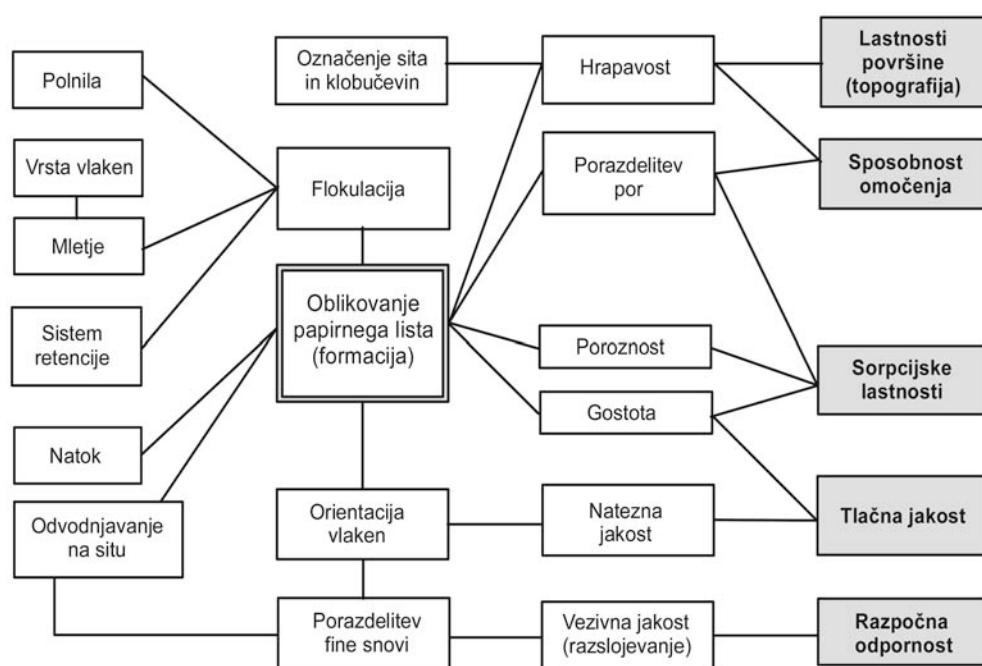 Polnila
Vrsta vlaken
Mletje
Sistem
retencije
Natok
Odvodnjavanje
na situ
Označenje sita
in klobučevin
Flokulacija
Oblikovanje
papirnega lista
(formacija)
Orientacija
vlaken
Porazdelitev
fine snovi
Hrapavost
Porazdelitev
por
Poroznost
Gostota
Natezna
jakost
Vezivna jakost
(razslojevanje)
Lastnosti
površine
(topografija)
Sposobnost
omočenja
Sorpcijske
lastnosti
Tlačna jakost
Razpočna
odpornost